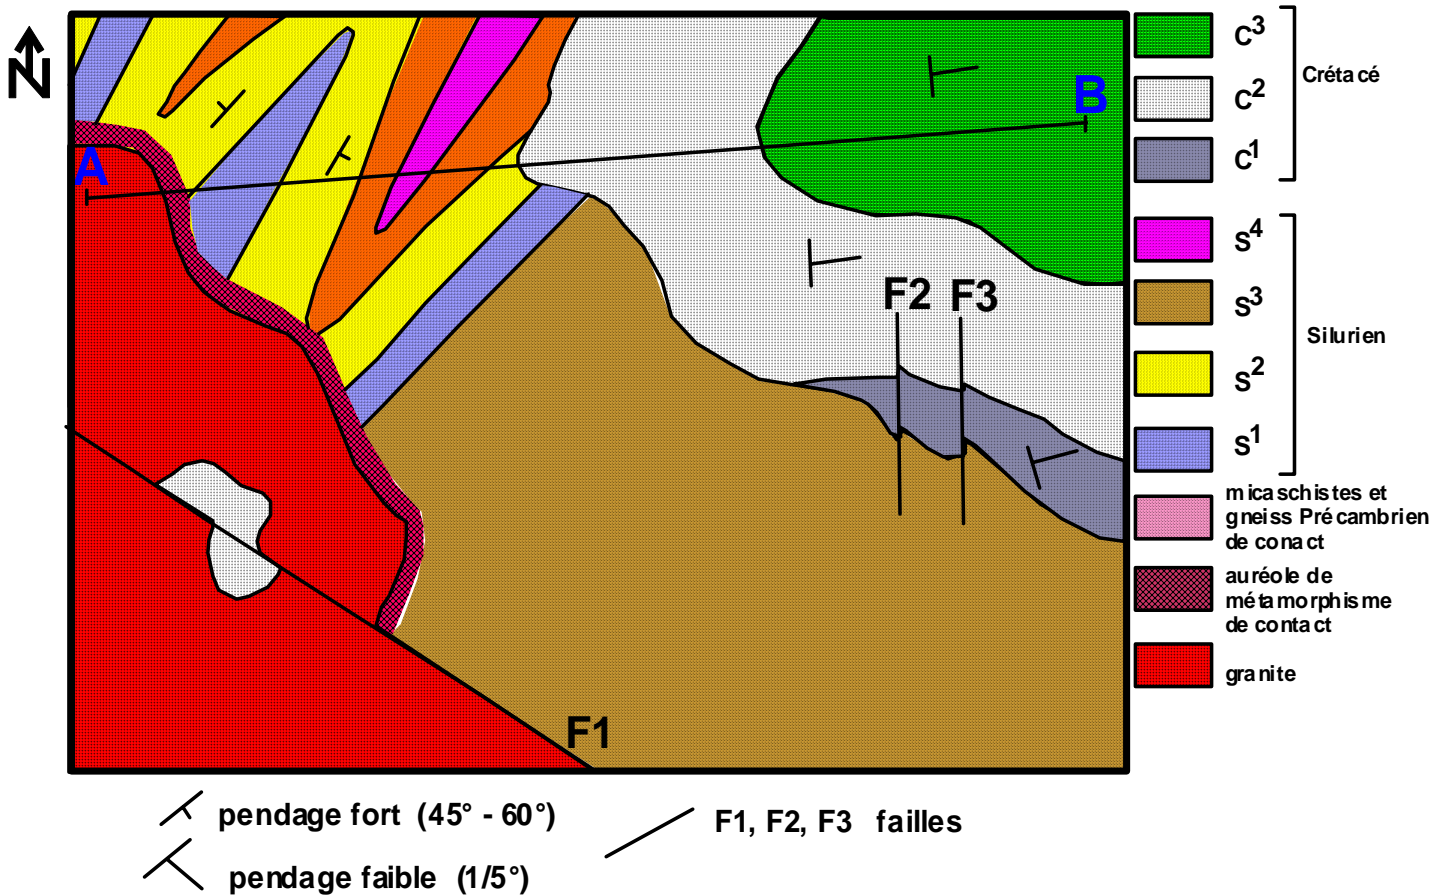 N
A
B
F2 F3
F1
C3
C2
C1
Crétacé
S4
S3
S2
S1
Silurien
micaschistes et
gneiss Précambrien
de conact
auréole de
métamorphisme
de contact
granite
pendage fort (45° - 60°)
F1, F2, F3 failles
pendage faible (1/5°)